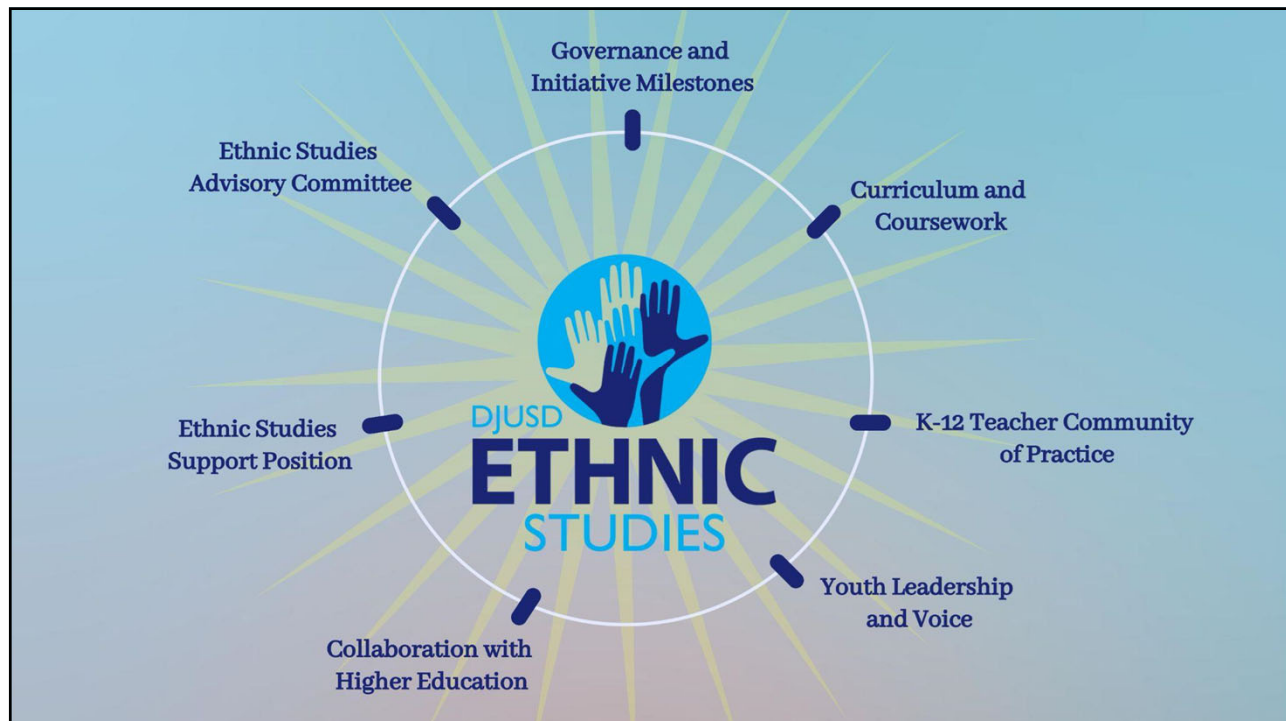 Governance and
Initiative Milestones
Ethnic Studies
Advisory Committee
Curriculum and
Coursework
DJUSD
ETHNIC
STUDIES
Ethnic Studies
Support Position
K-12 Teacher Community
of Practice
Youth Leadership
and Voice
Collaboration with
Higher Education